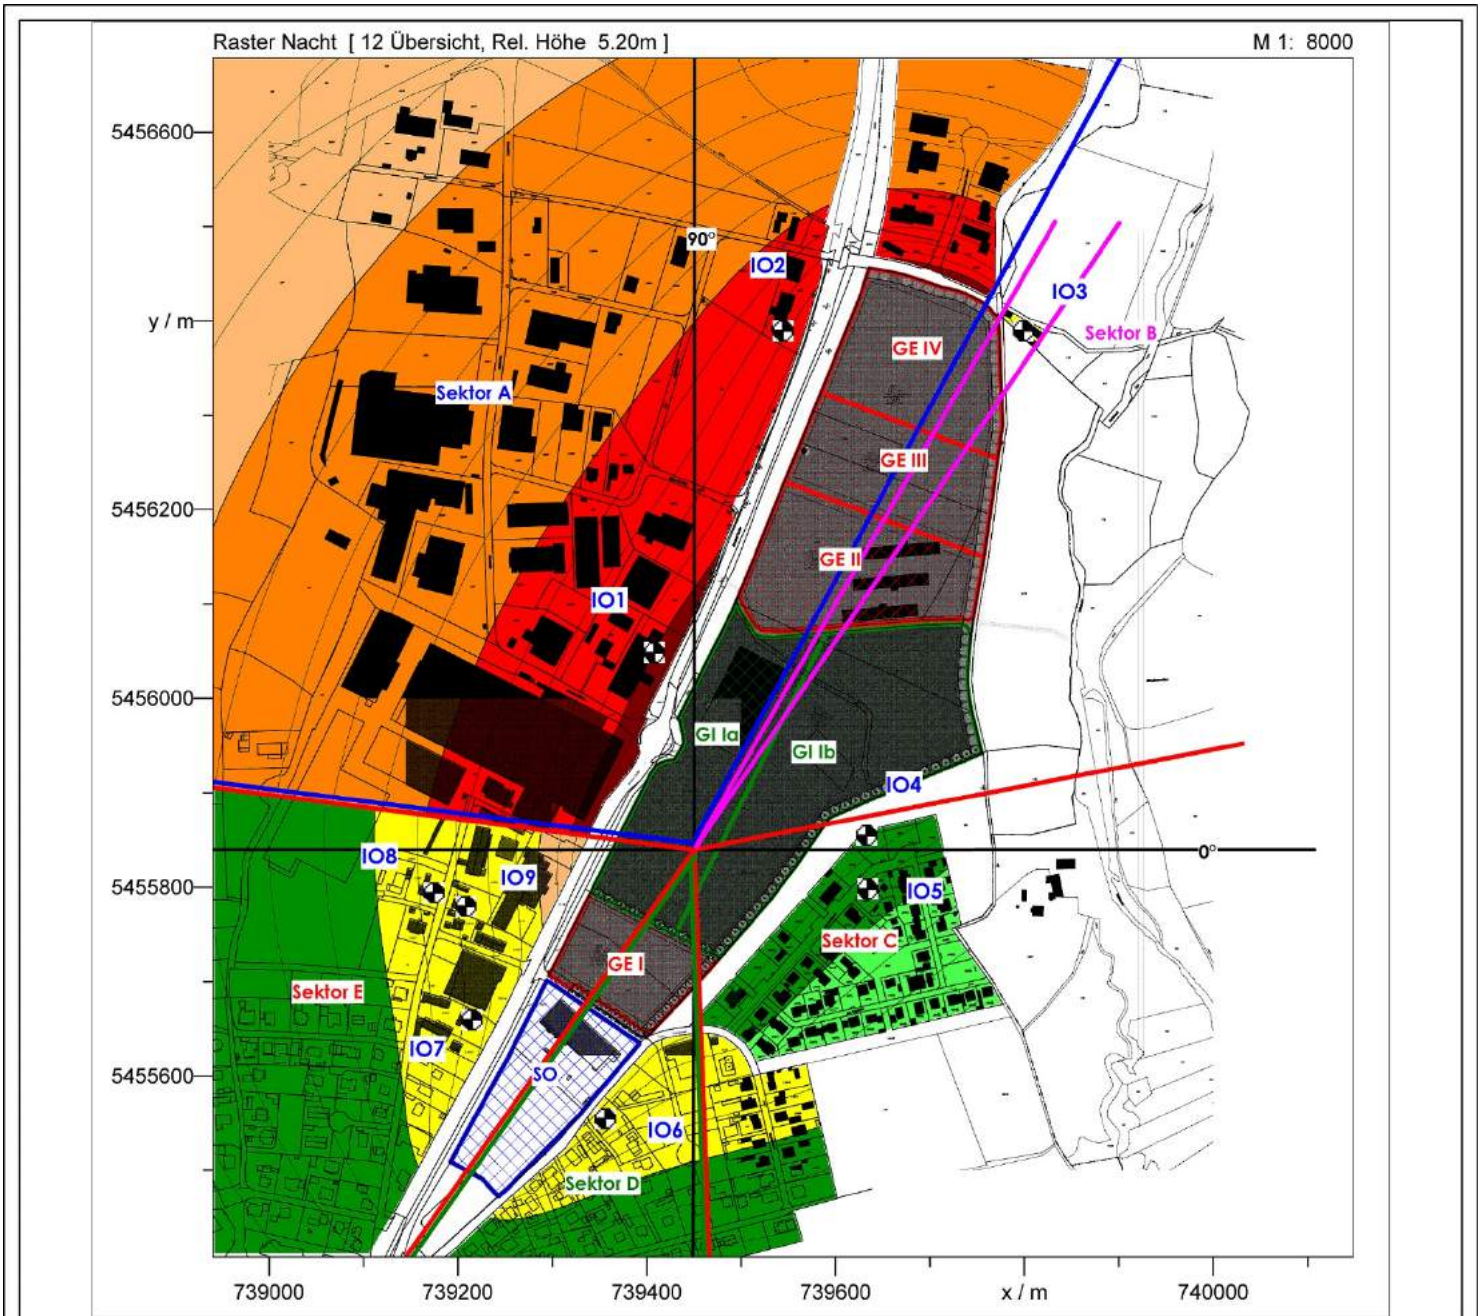 Raster Nacht [ 12 Übersicht, Rel. Höhe 5.20m ] M 1: 8000
5456600
90°
IO2
IO3
y / m
Sektor B
GE IV
Sektor A
GE III
5456200
GE II
IO1
5456000
GI Ia
GI Ib
IO4
IO8
0°
IO9
5455800
IO5
Sektor C
GE I
Sektor E
IO7
SO
5455600
IO6
Sektor D
739000 739200 739400 739600 x / m 740000